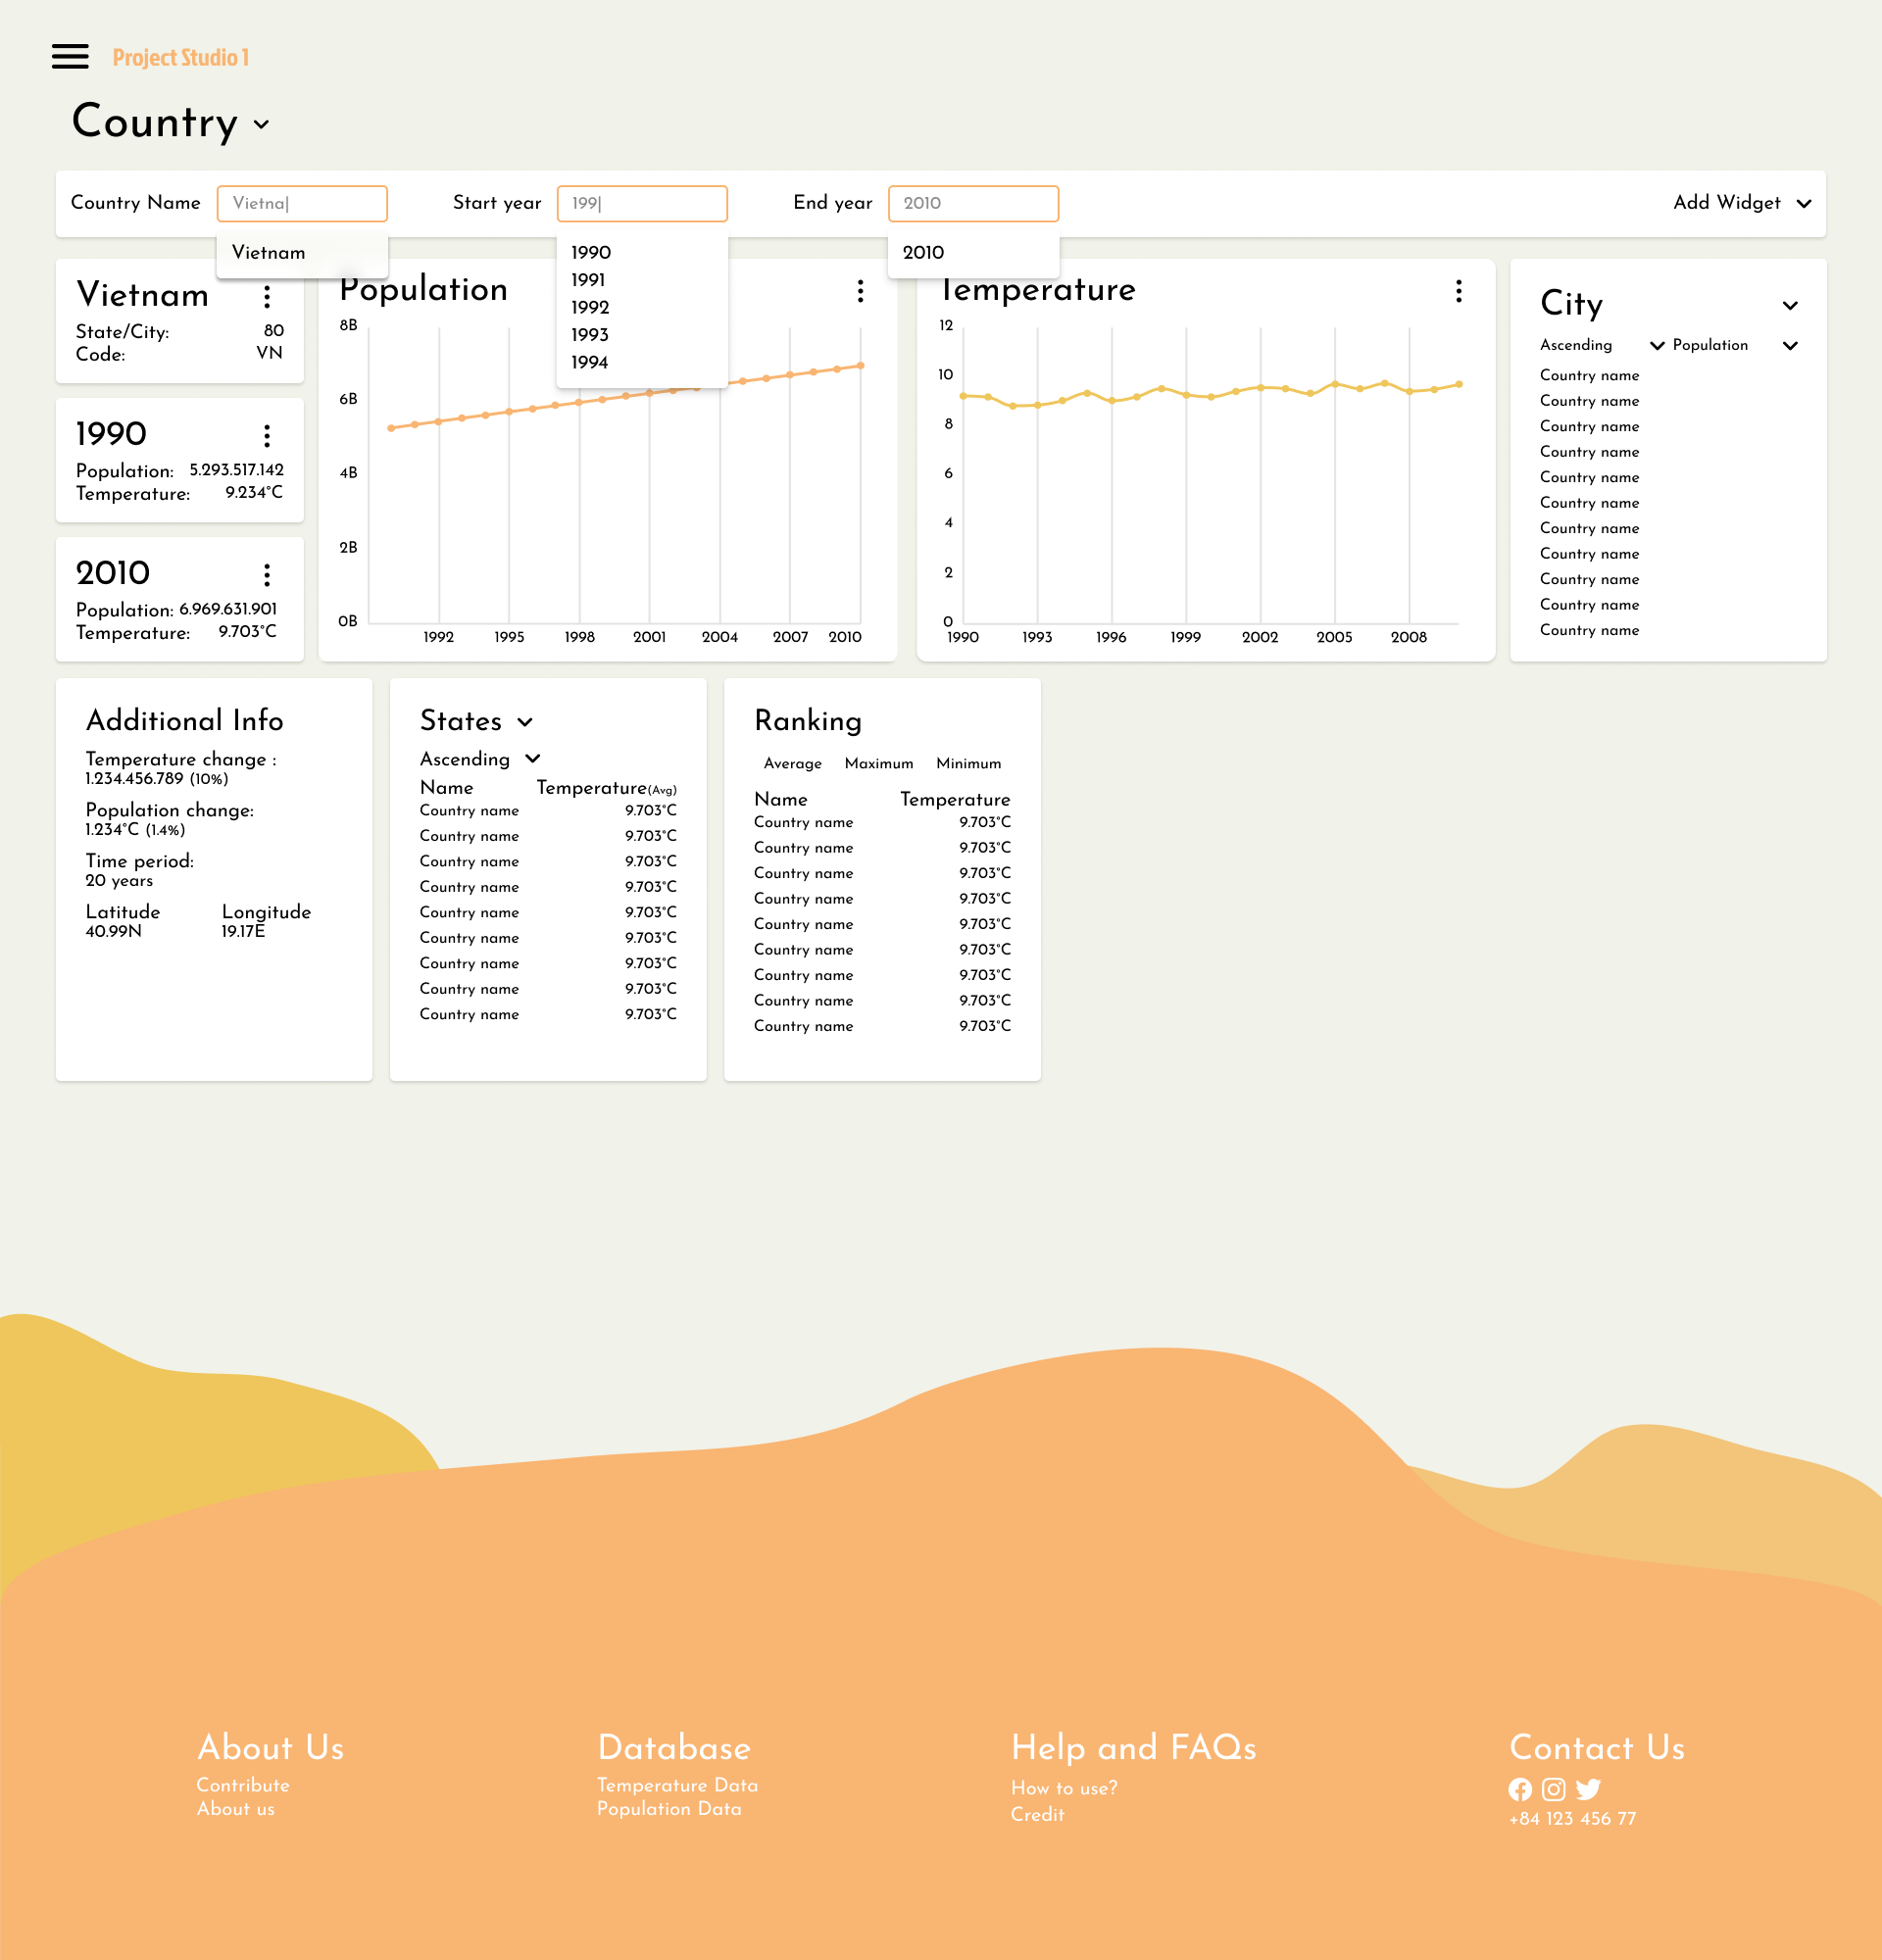 Project Studio 1
Country
Country Name Vietna| Start year 199| End year 2010 Add Widget
Vietnam
1990
1991
1992
1993
1994
2010
Vietnam
State/City: 80
Code: VN
1990
Population: 5.293.517.142
Temperature: 9.234°C
2010
Population: 6.969.631.901
Temperature: 9.703°C
Population
8B
6B
4B
2B
0B
1992 1995 1998 2001 2004 2007 2010
Temperature
12
10
8
6
4
2
0
1990 1993 1996 1999 2002 2005 2008
City
Ascending Population
Country name
Country name
Country name
Country name
Country name
Country name
Country name
Country name
Country name
Country name
Country name
Additional Info
Temperature change :
1.234.456.789 (10%)
Population change:
1.234°C (1.4%)
Time period:
20 years
Latitude Longitude
40.99N 19.17E
States
Ascending
Name Temperature(Avg)
Country name 9.703°C
Country name 9.703°C
Country name 9.703°C
Country name 9.703°C
Country name 9.703°C
Country name 9.703°C
Country name 9.703°C
Country name 9.703°C
Country name 9.703°C
Ranking
Average Maximum Minimum
Name Temperature
Country name 9.703°C
Country name 9.703°C
Country name 9.703°C
Country name 9.703°C
Country name 9.703°C
Country name 9.703°C
Country name 9.703°C
Country name 9.703°C
Country name 9.703°C
About Us
Contribute
About us
Database
Temperature Data
Population Data
Help and FAQs
How to use?
Credit
Contact Us
+84 123 456 77